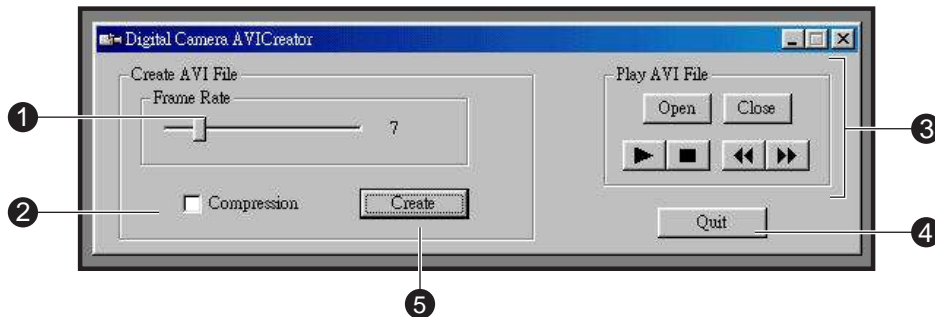 Digital Camera AVICreator
Create AVI File
Frame Rate
7
Compression
Create
Play AVI File
Open Close
Quit
1
2
3
4
5